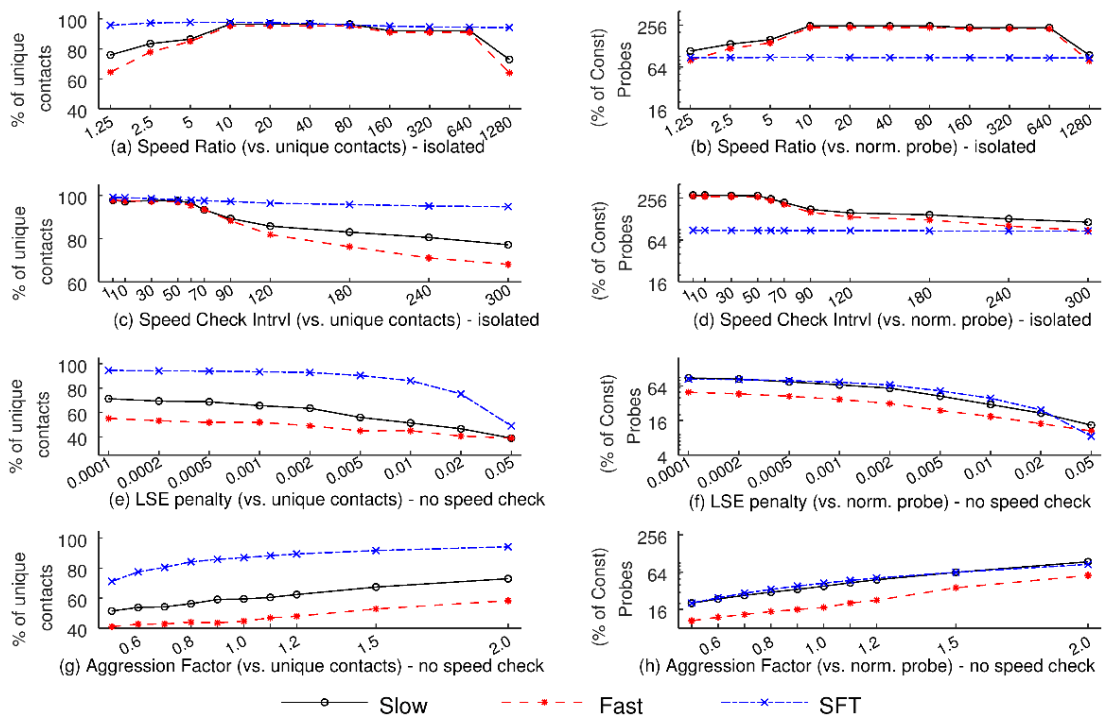 % of unique contacts
100
80
60
40
1.25 2.5 5 10 20 40 80 160 320 640 1280
(a) Speed Ratio (vs. unique contacts) - isolated
(% of Const) Probes
256
64
16
1.25 2.5 5 10 20 40 80 160 320 640 1280
(b) Speed Ratio (vs. norm. probe) - isolated
% of unique contacts
100
80
60
1 10 30 50 70 90 120 180 240 300
(c) Speed Check Intrvl (vs. unique contacts) - isolated
(% of Const) Probes
256
64
16
1 10 30 50 70 90 120 180 240 300
(d) Speed Check Intrvl (vs. norm. probe) - isolated
% of unique contacts
100
80
60
40
0.0001 0.0002 0.0005 0.001 0.002 0.005 0.01 0.02 0.05
(e) LSE penalty (vs. unique contacts) - no speed check
(% of Const) Probes
64
16
4
0.0001 0.0002 0.0005 0.001 0.002 0.005 0.01 0.02 0.05
(f) LSE penalty (vs. norm. probe) - no speed check
% of unique contacts
100
80
60
40
0.6 0.8 1.0 1.2 1.5 2.0
(g) Aggression Factor (vs. unique contacts) - no speed check
(% of Const) Probes
256
64
16
0.6 0.8 1.0 1.2 1.5 2.0
(h) Aggression Factor (vs. norm. probe) - no speed check
Slow Fast SFT